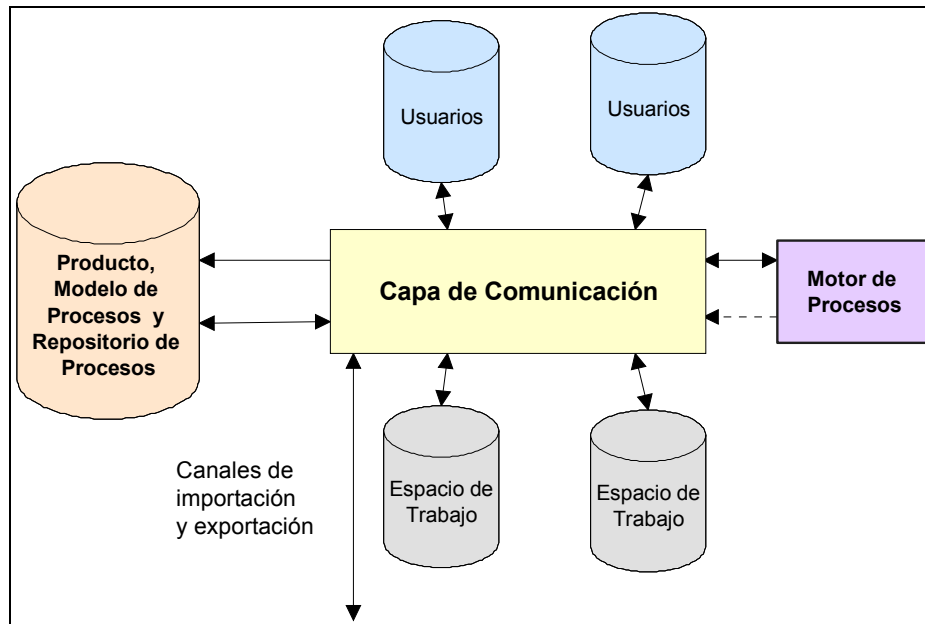 Usuarios
Usuarios
Producto,
Modelo de
Procesos y
Repositorio de
Procesos
Capa de Comunicación
Motor de
Procesos
Canales de
importación
y exportación
Espacio de
Trabajo
Espacio de
Trabajo